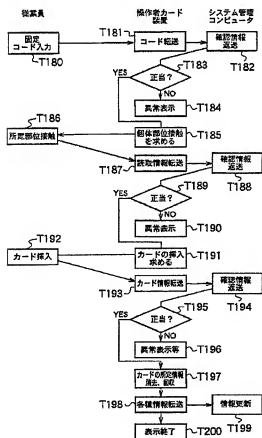 従業員
操作者カード
装置
システム管理
コンピュータ
固定
コード入力
T180
T181
コード転送
確認情報
返送
T182
YES
正当?
T183
NO
異常表示
T184
T186
所定部位接触
個体部位接触
を求める
T185
T187
読取情報転送
確認情報
返送
T188
YES
正当?
T189
NO
異常表示
T190
T192
カード挿入
カードの挿入
求める
T191
T193
カード情報転送
確認情報
返送
T194
YES
正当?
T195
NO
異常表示等
T196
カードの所定情報
消去、回収
T197
T198
各種情報転送
情報更新
T199
表示終了
T200